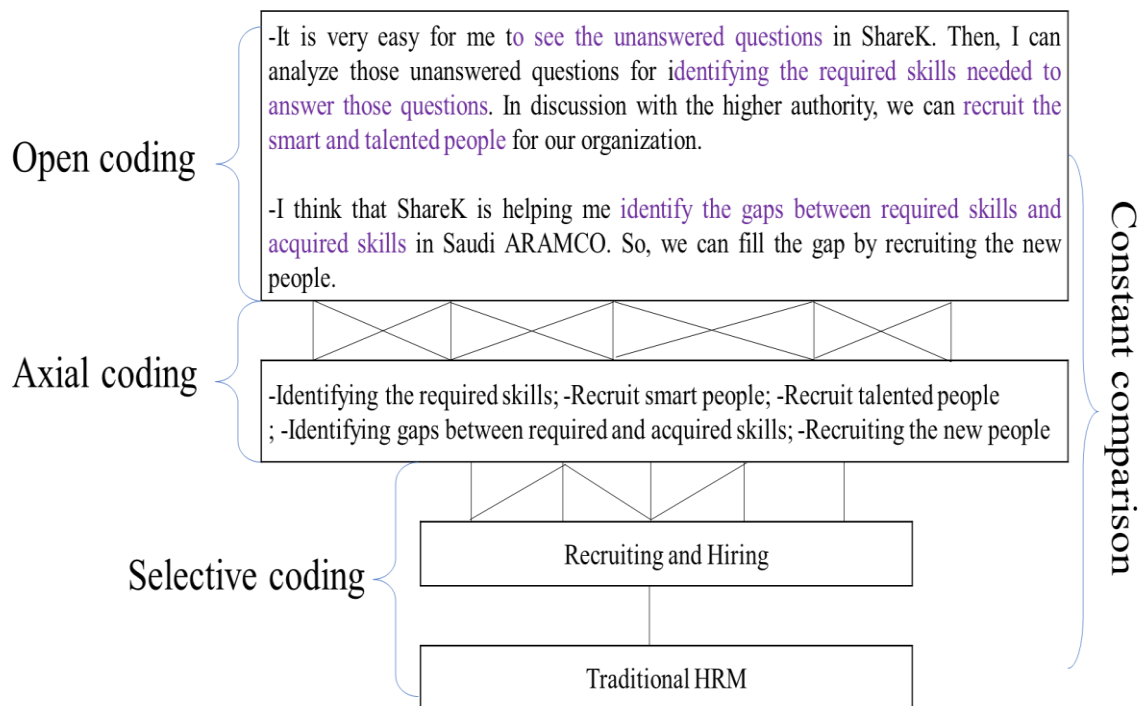 -It is very easy for me to see the unanswered questions in ShareK. Then, I can
analyze those unanswered questions for identifying the required skills needed to
answer those questions. In discussion with the higher authority, we can recruit the
smart and talented people for our organization.
-I think that ShareK is helping me identify the gaps between required skills and
acquired skills in Saudi ARAMCO. So, we can fill the gap by recruiting the new
people.
Open coding
Axial coding
-Identifying the required skills; -Recruit smart people; -Recruit talented people
; -Identifying gaps between required and acquired skills; -Recruiting the new people
Selective coding
Recruiting and Hiring
Traditional HRM
Constant comparison